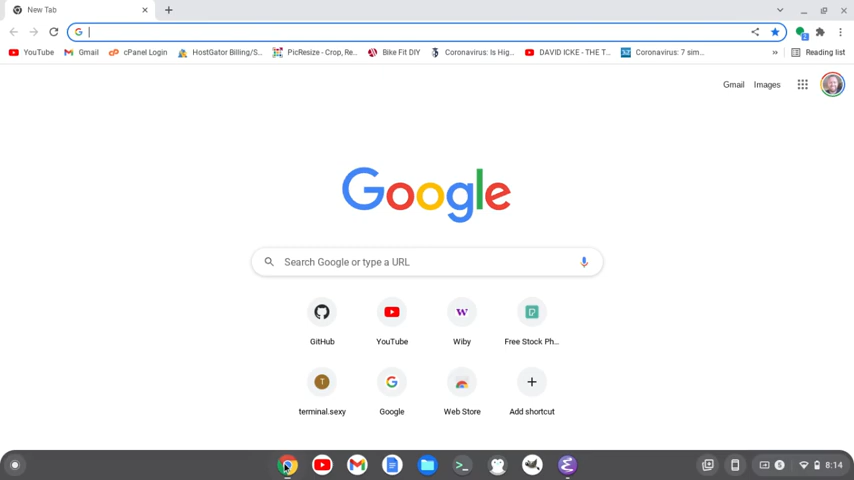 New Tab
YouTube Gmail cPanel Login HostGator Billing/S... PicResize - Crop, Re... Bike Fit DIY Coronavirus: Is Hig... DAVID ICKE - THE T... Coronavirus: 7 sim... » Reading list
Gmail Images
Google
Search Google or type a URL
GitHub YouTube Wiby Free Stock Ph...
terminal.sexy Google Web Store Add shortcut
8:14